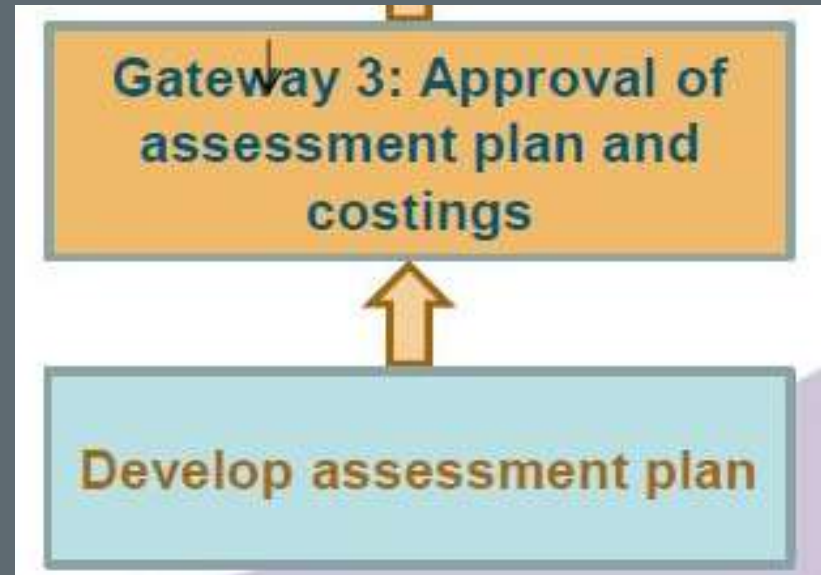 Gateway 3: Approval of
assessment plan and
costings
Develop assessment plan